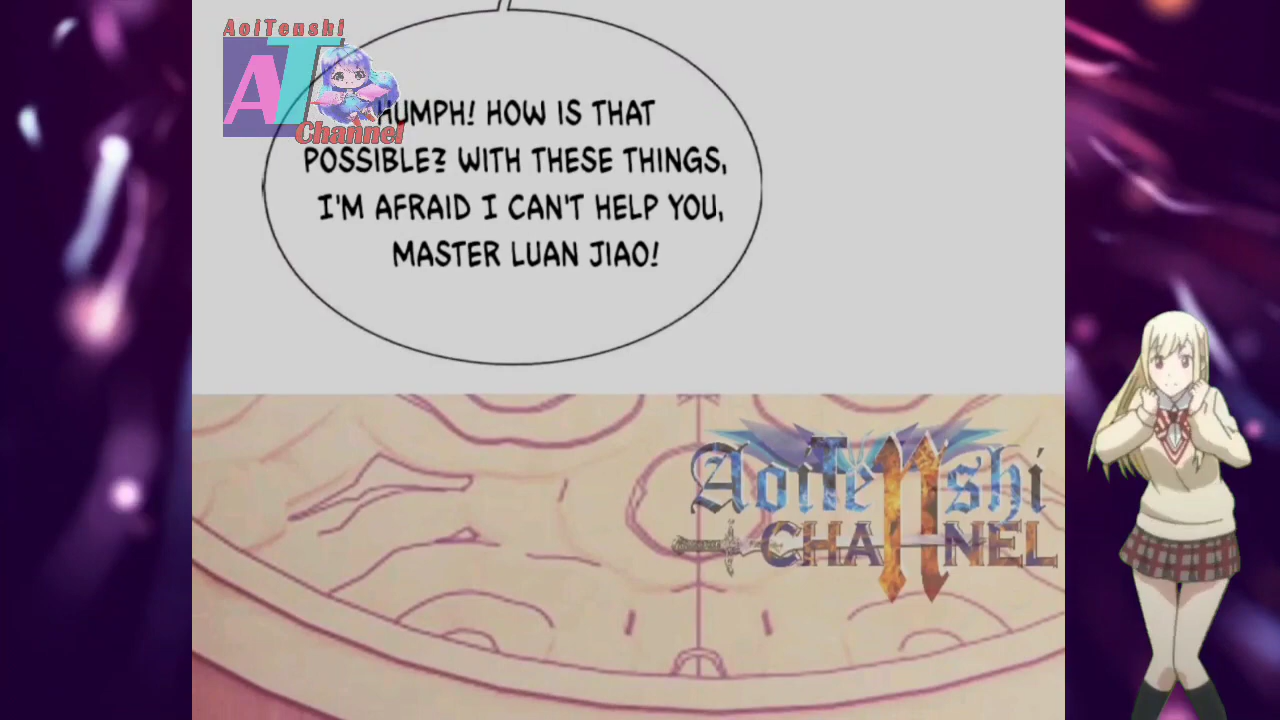 AoiTenshi
AT
Channel
HUMPH! HOW IS THAT
POSSIBLE? WITH THESE THINGS,
I'M AFRAID I CAN'T HELP YOU,
MASTER LUAN JIAO!
AoiTenshi
CHANNEL